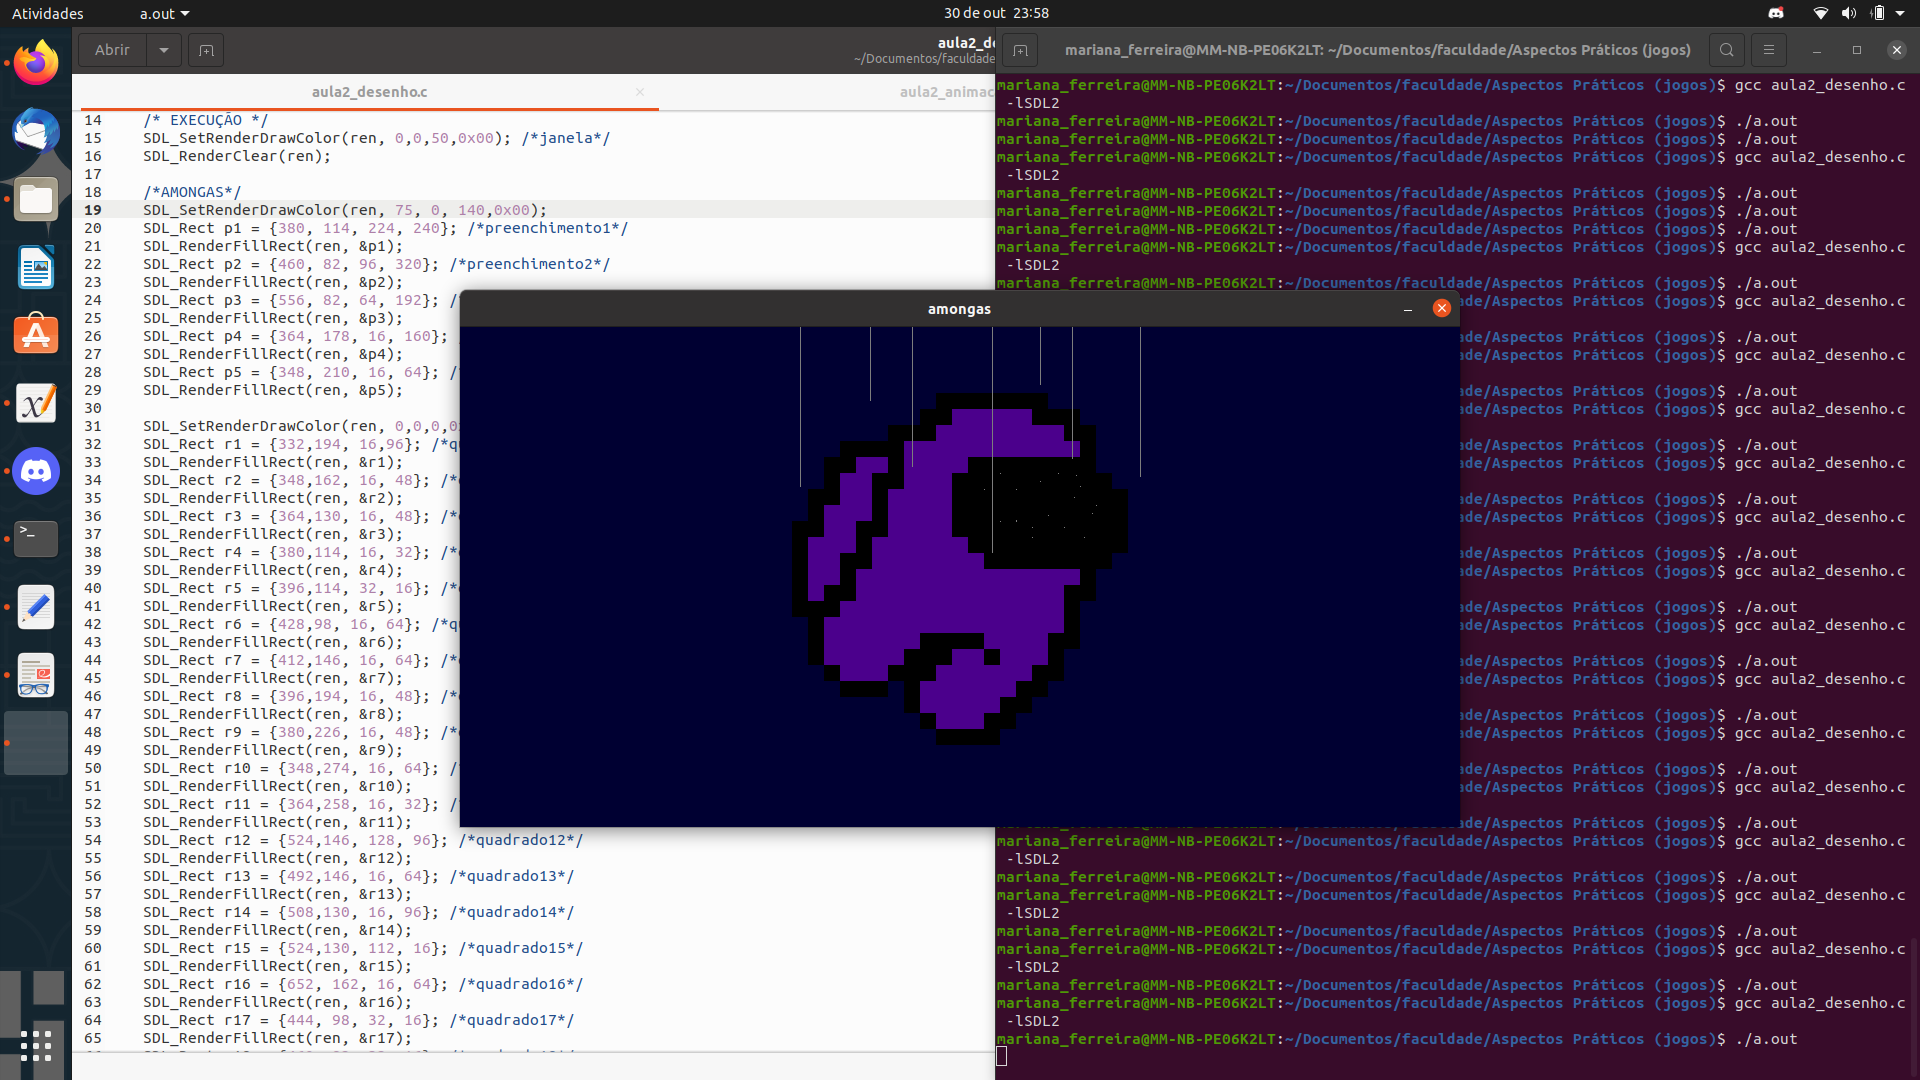 Atividades
a.out
30 de out 23:58
Abrir
aula2_de
~/Documentos/faculdade
aula2_desenho.c
aula2_animac
14 /* EXECUÇÃO */
15 SDL_SetRenderDrawColor(ren, 0,0,50,0x00); /*janela*/
16 SDL_RenderClear(ren);
17
18 /*AMONGAS*/
19 SDL_SetRenderDrawColor(ren, 75, 0, 140,0x00);
20 SDL_Rect p1 = {380, 114, 224, 240}; /*preenchimento1*/
21 SDL_RenderFillRect(ren, &p1);
22 SDL_Rect p2 = {460, 82, 96, 320}; /*preenchimento2*/
23 SDL_RenderFillRect(ren, &p2);
24 SDL_Rect p3 = {556, 82, 64, 192}; /
25 SDL_RenderFillRect(ren, &p3);
26 SDL_Rect p4 = {364, 178, 16, 160};
27 SDL_RenderFillRect(ren, &p4);
28 SDL_Rect p5 = {348, 210, 16, 64}; /
29 SDL_RenderFillRect(ren, &p5);
30
31 SDL_SetRenderDrawColor(ren, 0,0,0,0
32 SDL_Rect r1 = {332,194, 16,96}; /*q
33 SDL_RenderFillRect(ren, &r1);
34 SDL_Rect r2 = {348,162, 16, 48}; /*
35 SDL_RenderFillRect(ren, &r2);
36 SDL_Rect r3 = {364,130, 16, 48}; /*
37 SDL_RenderFillRect(ren, &r3);
38 SDL_Rect r4 = {380,114, 16, 32}; /*
39 SDL_RenderFillRect(ren, &r4);
40 SDL_Rect r5 = {396,114, 32, 16}; /*
41 SDL_RenderFillRect(ren, &r5);
42 SDL_Rect r6 = {428,98, 16, 64}; /*q
43 SDL_RenderFillRect(ren, &r6);
44 SDL_Rect r7 = {412,146, 16, 64}; /*
45 SDL_RenderFillRect(ren, &r7);
46 SDL_Rect r8 = {396,194, 16, 48}; /*
47 SDL_RenderFillRect(ren, &r8);
48 SDL_Rect r9 = {380,226, 16, 48}; /*
49 SDL_RenderFillRect(ren, &r9);
50 SDL_Rect r10 = {348,274, 16, 64}; /
51 SDL_RenderFillRect(ren, &r10);
52 SDL_Rect r11 = {364,258, 16, 32}; /
53 SDL_RenderFillRect(ren, &r11);
54 SDL_Rect r12 = {524,146, 128, 96}; /*quadrado12*/
55 SDL_RenderFillRect(ren, &r12);
56 SDL_Rect r13 = {492,146, 16, 64}; /*quadrado13*/
57 SDL_RenderFillRect(ren, &r13);
58 SDL_Rect r14 = {508,130, 16, 96}; /*quadrado14*/
59 SDL_RenderFillRect(ren, &r14);
60 SDL_Rect r15 = {524,130, 112, 16}; /*quadrado15*/
61 SDL_RenderFillRect(ren, &r15);
62 SDL_Rect r16 = {652, 162, 16, 64}; /*quadrado16*/
63 SDL_RenderFillRect(ren, &r16);
64 SDL_Rect r17 = {444, 98, 32, 16}; /*quadrado17*/
65 SDL_RenderFillRect(ren, &r17);
amongas
mariana_ferreira@MM-NB-PE06K2LT: ~/Documentos/faculdade/Aspectos Práticos (jogos)
mariana_ferreira@MM-NB-PE06K2LT:~/Documentos/faculdade/Aspectos Práticos (jogos)$ gcc aula2_desenho.c
-lSDL2
mariana_ferreira@MM-NB-PE06K2LT:~/Documentos/faculdade/Aspectos Práticos (jogos)$ ./a.out
mariana_ferreira@MM-NB-PE06K2LT:~/Documentos/faculdade/Aspectos Práticos (jogos)$ ./a.out
mariana_ferreira@MM-NB-PE06K2LT:~/Documentos/faculdade/Aspectos Práticos (jogos)$ gcc aula2_desenho.c
-lSDL2
mariana_ferreira@MM-NB-PE06K2LT:~/Documentos/faculdade/Aspectos Práticos (jogos)$ ./a.out
mariana_ferreira@MM-NB-PE06K2LT:~/Documentos/faculdade/Aspectos Práticos (jogos)$ ./a.out
mariana_ferreira@MM-NB-PE06K2LT:~/Documentos/faculdade/Aspectos Práticos (jogos)$ ./a.out
mariana_ferreira@MM-NB-PE06K2LT:~/Documentos/faculdade/Aspectos Práticos (jogos)$ gcc aula2_desenho.c
-lSDL2
mariana_ferreira@MM-NB-PE06K2LT:~/Documentos/faculdade/Aspectos Práticos (jogos)$ ./a.out
ade/Aspectos Práticos (jogos)$ gcc aula2_desenho.c
ade/Aspectos Práticos (jogos)$ ./a.out
ade/Aspectos Práticos (jogos)$ gcc aula2_desenho.c
ade/Aspectos Práticos (jogos)$ ./a.out
ade/Aspectos Práticos (jogos)$ gcc aula2_desenho.c
ade/Aspectos Práticos (jogos)$ ./a.out
ade/Aspectos Práticos (jogos)$ gcc aula2_desenho.c
ade/Aspectos Práticos (jogos)$ ./a.out
ade/Aspectos Práticos (jogos)$ gcc aula2_desenho.c
ade/Aspectos Práticos (jogos)$ ./a.out
ade/Aspectos Práticos (jogos)$ gcc aula2_desenho.c
ade/Aspectos Práticos (jogos)$ ./a.out
ade/Aspectos Práticos (jogos)$ gcc aula2_desenho.c
ade/Aspectos Práticos (jogos)$ ./a.out
ade/Aspectos Práticos (jogos)$ gcc aula2_desenho.c
ade/Aspectos Práticos (jogos)$ ./a.out
ade/Aspectos Práticos (jogos)$ gcc aula2_desenho.c
ade/Aspectos Práticos (jogos)$ ./a.out
ade/Aspectos Práticos (jogos)$ gcc aula2_desenho.c
mariana_ferreira@MM-NB-PE06K2LT:~/Documentos/faculdade/Aspectos Práticos (jogos)$ ./a.out
mariana_ferreira@MM-NB-PE06K2LT:~/Documentos/faculdade/Aspectos Práticos (jogos)$ gcc aula2_desenho.c
-lSDL2
mariana_ferreira@MM-NB-PE06K2LT:~/Documentos/faculdade/Aspectos Práticos (jogos)$ ./a.out
mariana_ferreira@MM-NB-PE06K2LT:~/Documentos/faculdade/Aspectos Práticos (jogos)$ gcc aula2_desenho.c
-lSDL2
mariana_ferreira@MM-NB-PE06K2LT:~/Documentos/faculdade/Aspectos Práticos (jogos)$ ./a.out
mariana_ferreira@MM-NB-PE06K2LT:~/Documentos/faculdade/Aspectos Práticos (jogos)$ gcc aula2_desenho.c
-lSDL2
mariana_ferreira@MM-NB-PE06K2LT:~/Documentos/faculdade/Aspectos Práticos (jogos)$ ./a.out
mariana_ferreira@MM-NB-PE06K2LT:~/Documentos/faculdade/Aspectos Práticos (jogos)$ gcc aula2_desenho.c
-lSDL2
mariana_ferreira@MM-NB-PE06K2LT:~/Documentos/faculdade/Aspectos Práticos (jogos)$ ./a.out